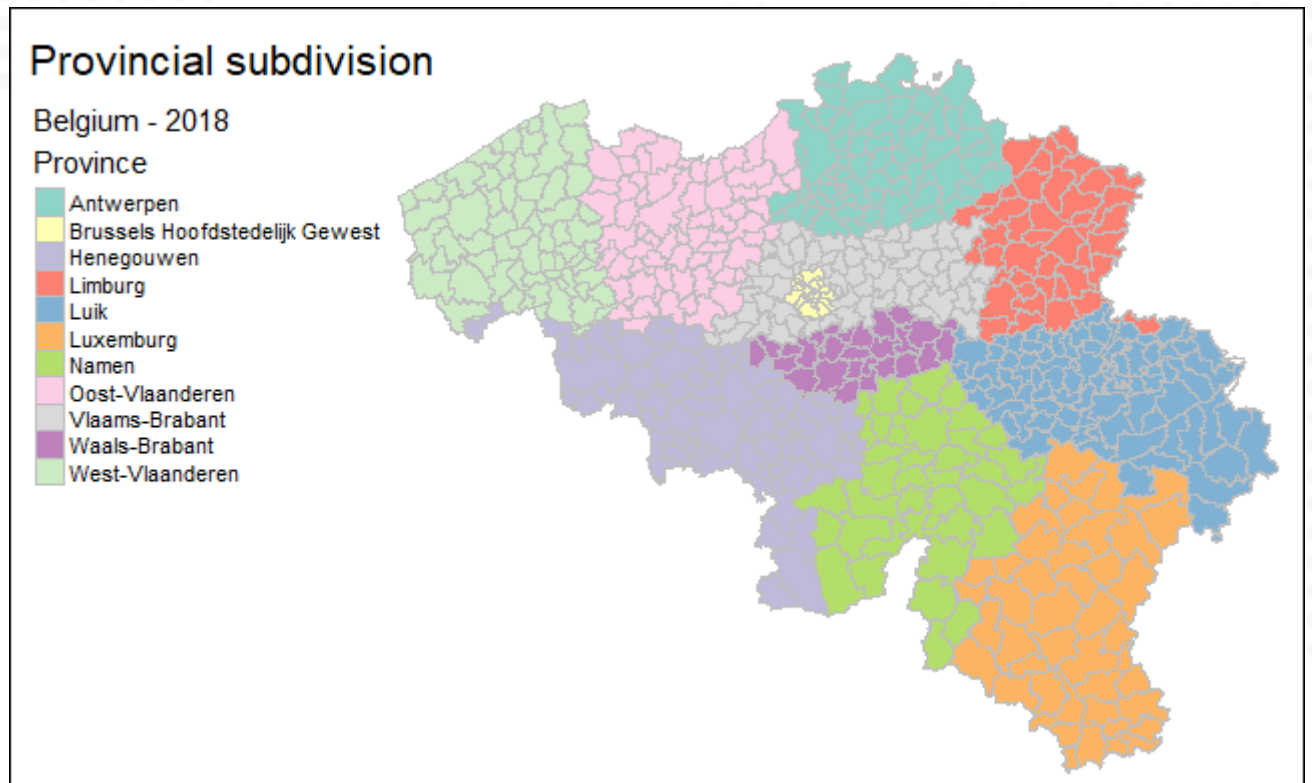 Provincial subdivision
Belgium - 2018
Province
Antwerpen
Brussels Hoofdstedelijk Gewest
Henegouwen
Limburg
Luik
Luxemburg
Namen
Oost-Vlaanderen
Vlaams-Brabant
Waals-Brabant
West-Vlaanderen